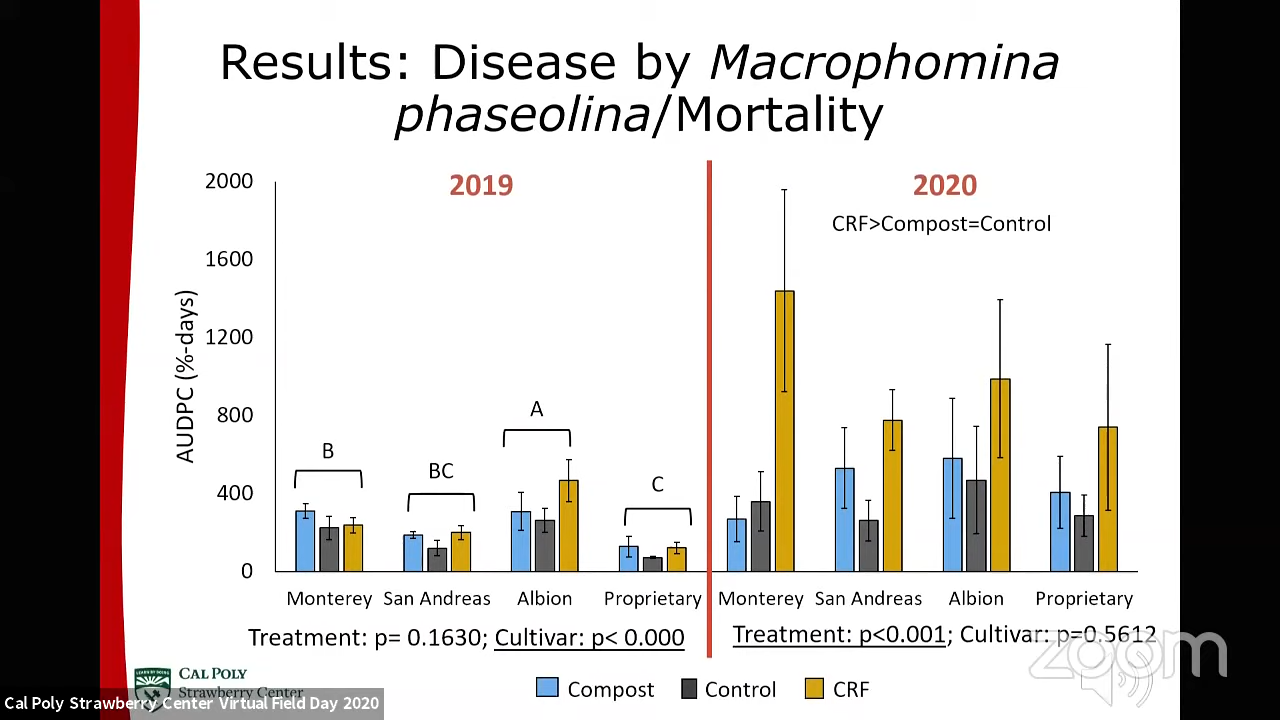 Results: Disease by Macrophomina
phaseolina/Mortality
2019
2020
CRF>Compost=Control
AUDPC (%-days)
2000
1600
1200
800
400
0
B
BC
A
C
Monterey San Andreas Albion Proprietary Monterey San Andreas Albion Proprietary
Treatment: p= 0.1630; Cultivar: p< 0.000
Treatment: p<0.001; Cultivar: p=0.5612
Compost Control CRF
CAL POLY
Strawberry Center
Cal Poly Strawberry Center Virtual Field Day 2020
zoom